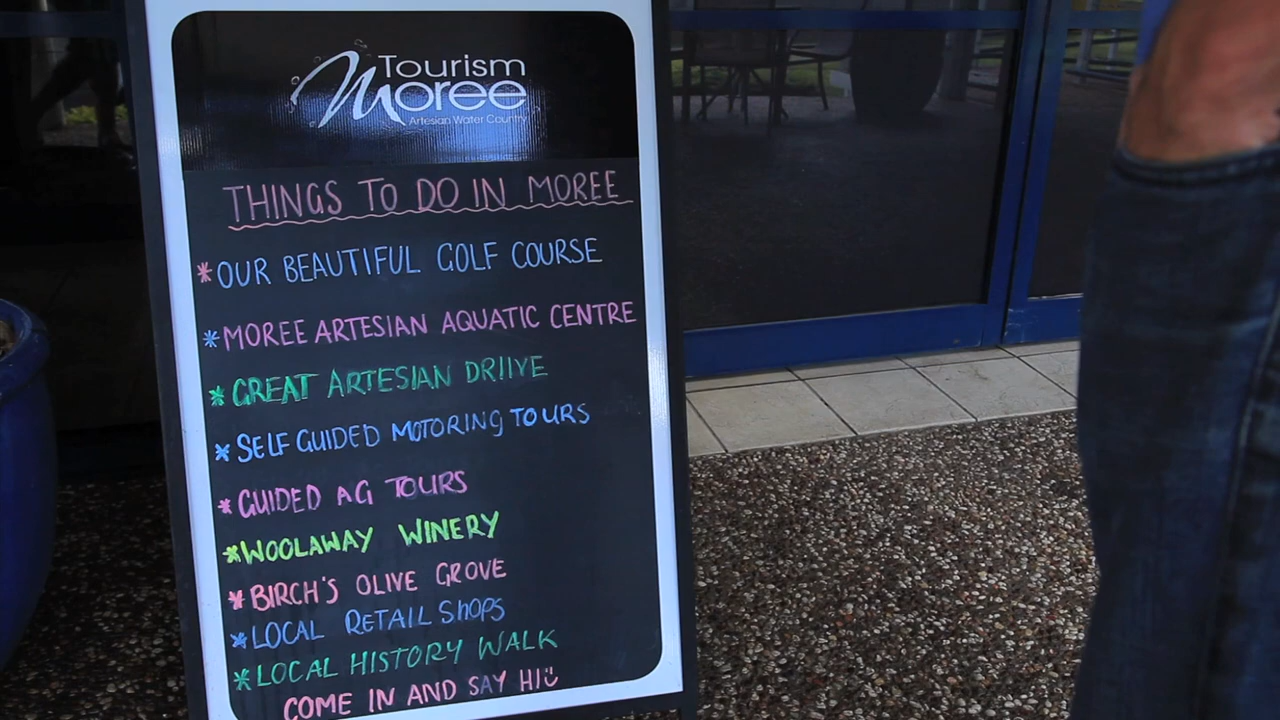 Tourism
Moree
Artesian Water Country
THINGS TO DO IN MOREE
*OUR BEAUTIFUL GOLF COURSE
*MOREE ARTESIAN AQUATIC CENTRE
*GREAT ARTESIAN DRIIVE
*SELF GUIDED MOTORING TOURS
*GUIDED AG TOURS
*WOOLAWAY WINERY
*BIRCH'S OLIVE GROVE
*LOCAL RETAIL SHOPS
*LOCAL HISTORY WALK
COME IN AND SAY HI